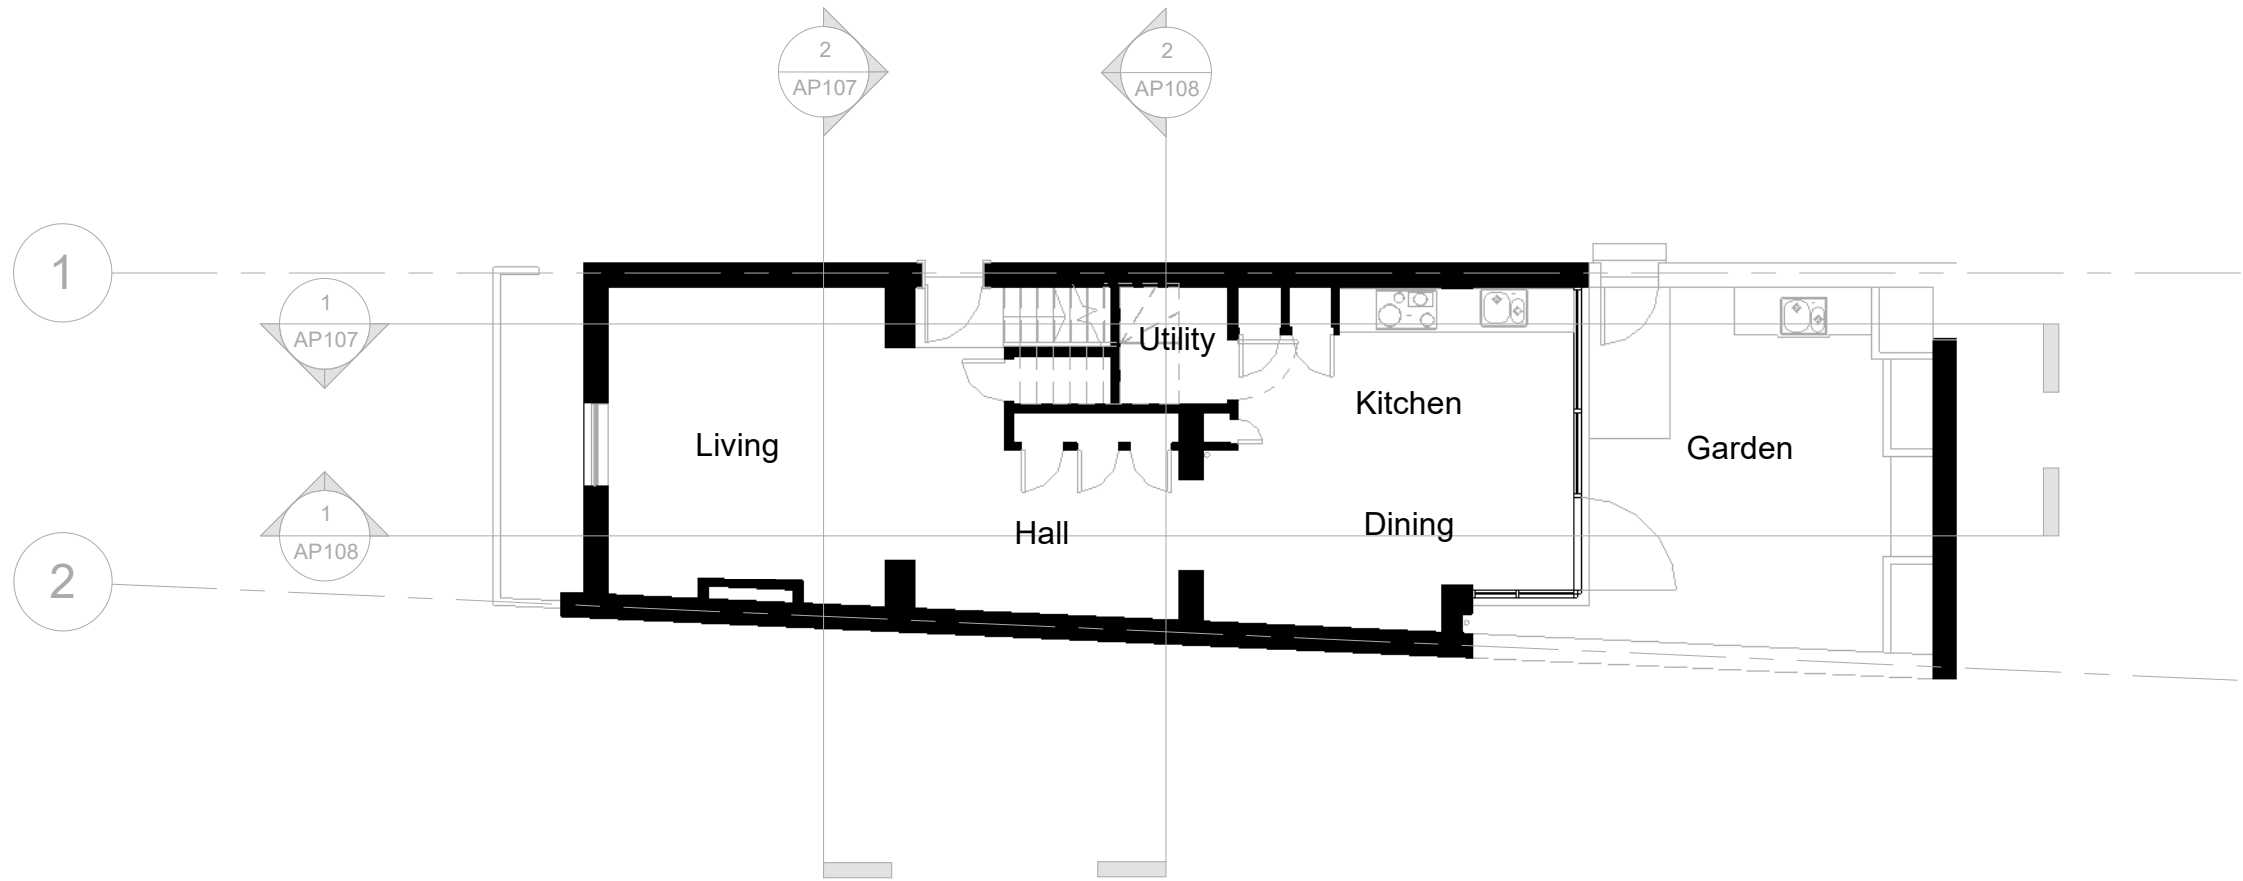 2
AP107
2
AP108
1
1
AP107
Utility
Kitchen
Living
Garden
1
AP108
Hall
Dining
2